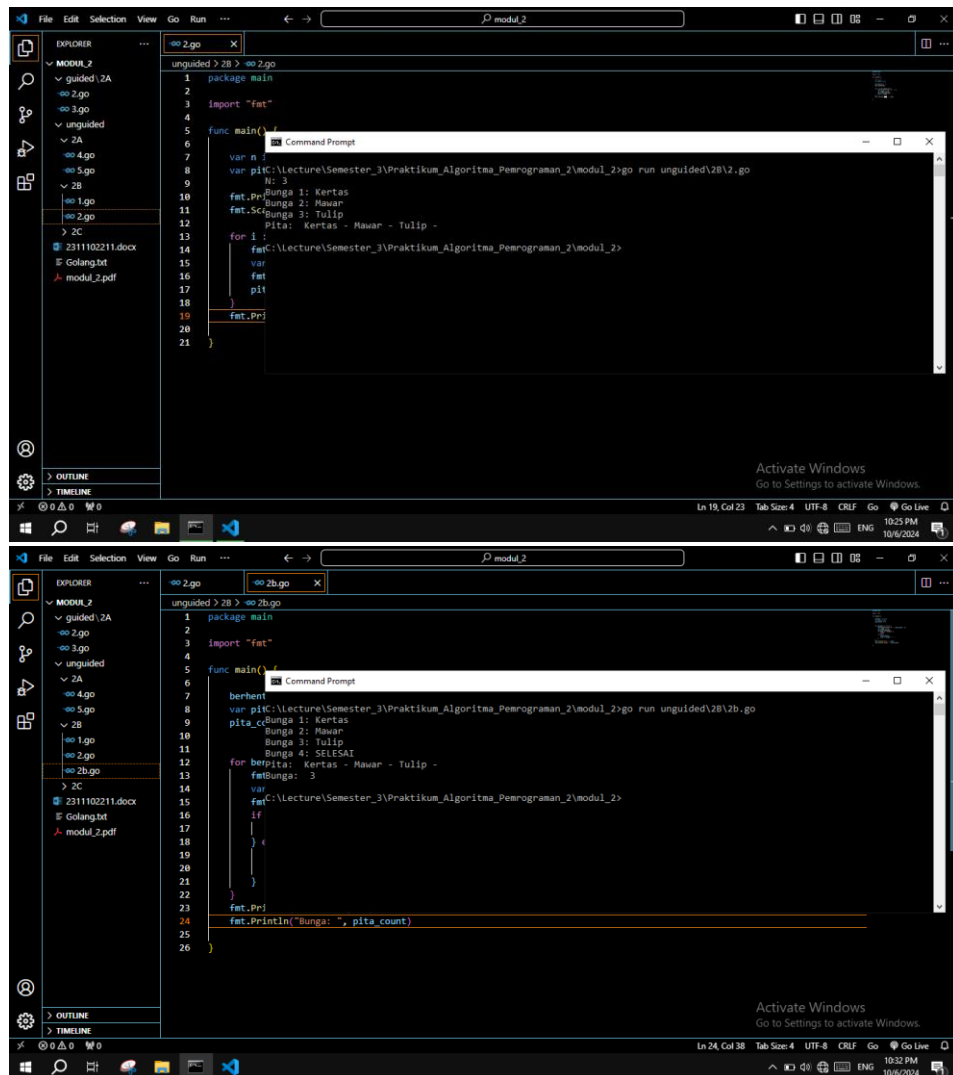 File Edit Selection View Go Run ··· modul_2
EXPLORER ···
MODUL_2
guided\2A
2.go
3.go
unguided
2A
4.go
5.go
2B
1.go
2.go
2C
2311102211.docx
Golang.txt
modul_2.pdf
OUTLINE
TIMELINE
2.go
unguided > 2B > 2.go
1 package main
2
3 import "fmt"
4
5 func main() {
6
7 var n i
8 var pit
9
10 fmt.Pri
11 fmt.Sca
12
13 for i :
14 fmt
15 var
16 fmt
17 pit
18 }
19 fmt.Pri
20
21 }
Command Prompt
C:\Lecture\Semester_3\Praktikum_Algoritma_Pemrograman_2\modul_2>go run unguided\2B\2.go
N: 3
Bunga 1: Kertas
Bunga 2: Mawar
Bunga 3: Tulip
Pita:  Kertas - Mawar - Tulip -
C:\Lecture\Semester_3\Praktikum_Algoritma_Pemrograman_2\modul_2>
Activate Windows
Go to Settings to activate Windows.
0 0 0 Ln 19, Col 23 Tab Size: 4 UTF-8 CRLF Go Go Live
ENG 10:25 PM
10/6/2024
File Edit Selection View Go Run ··· modul_2
EXPLORER ···
MODUL_2
guided\2A
2.go
3.go
unguided
2A
4.go
5.go
2B
1.go
2.go
2b.go
2C
2311102211.docx
Golang.txt
modul_2.pdf
OUTLINE
TIMELINE
2.go 2b.go
unguided > 2B > 2b.go
1 package main
2
3 import "fmt"
4
5 func main() {
6
7 berhent
8 var pit
9 pita_cc
10
11
12 for ber
13 fmt
14 var
15 fmt
16 if
17
18 } e
19
20
21 }
22 }
23 fmt.Pri
24 fmt.Println("Bunga: ", pita_count)
25
26 }
Command Prompt
C:\Lecture\Semester_3\Praktikum_Algoritma_Pemrograman_2\modul_2>go run unguided\2B\2b.go
Bunga 1: Kertas
Bunga 2: Mawar
Bunga 3: Tulip
Bunga 4: SELESAI
Pita:  Kertas - Mawar - Tulip -
Bunga:  3
C:\Lecture\Semester_3\Praktikum_Algoritma_Pemrograman_2\modul_2>
Activate Windows
Go to Settings to activate Windows.
0 0 0 Ln 24, Col 38 Tab Size: 4 UTF-8 CRLF Go Go Live
ENG 10:32 PM
10/6/2024